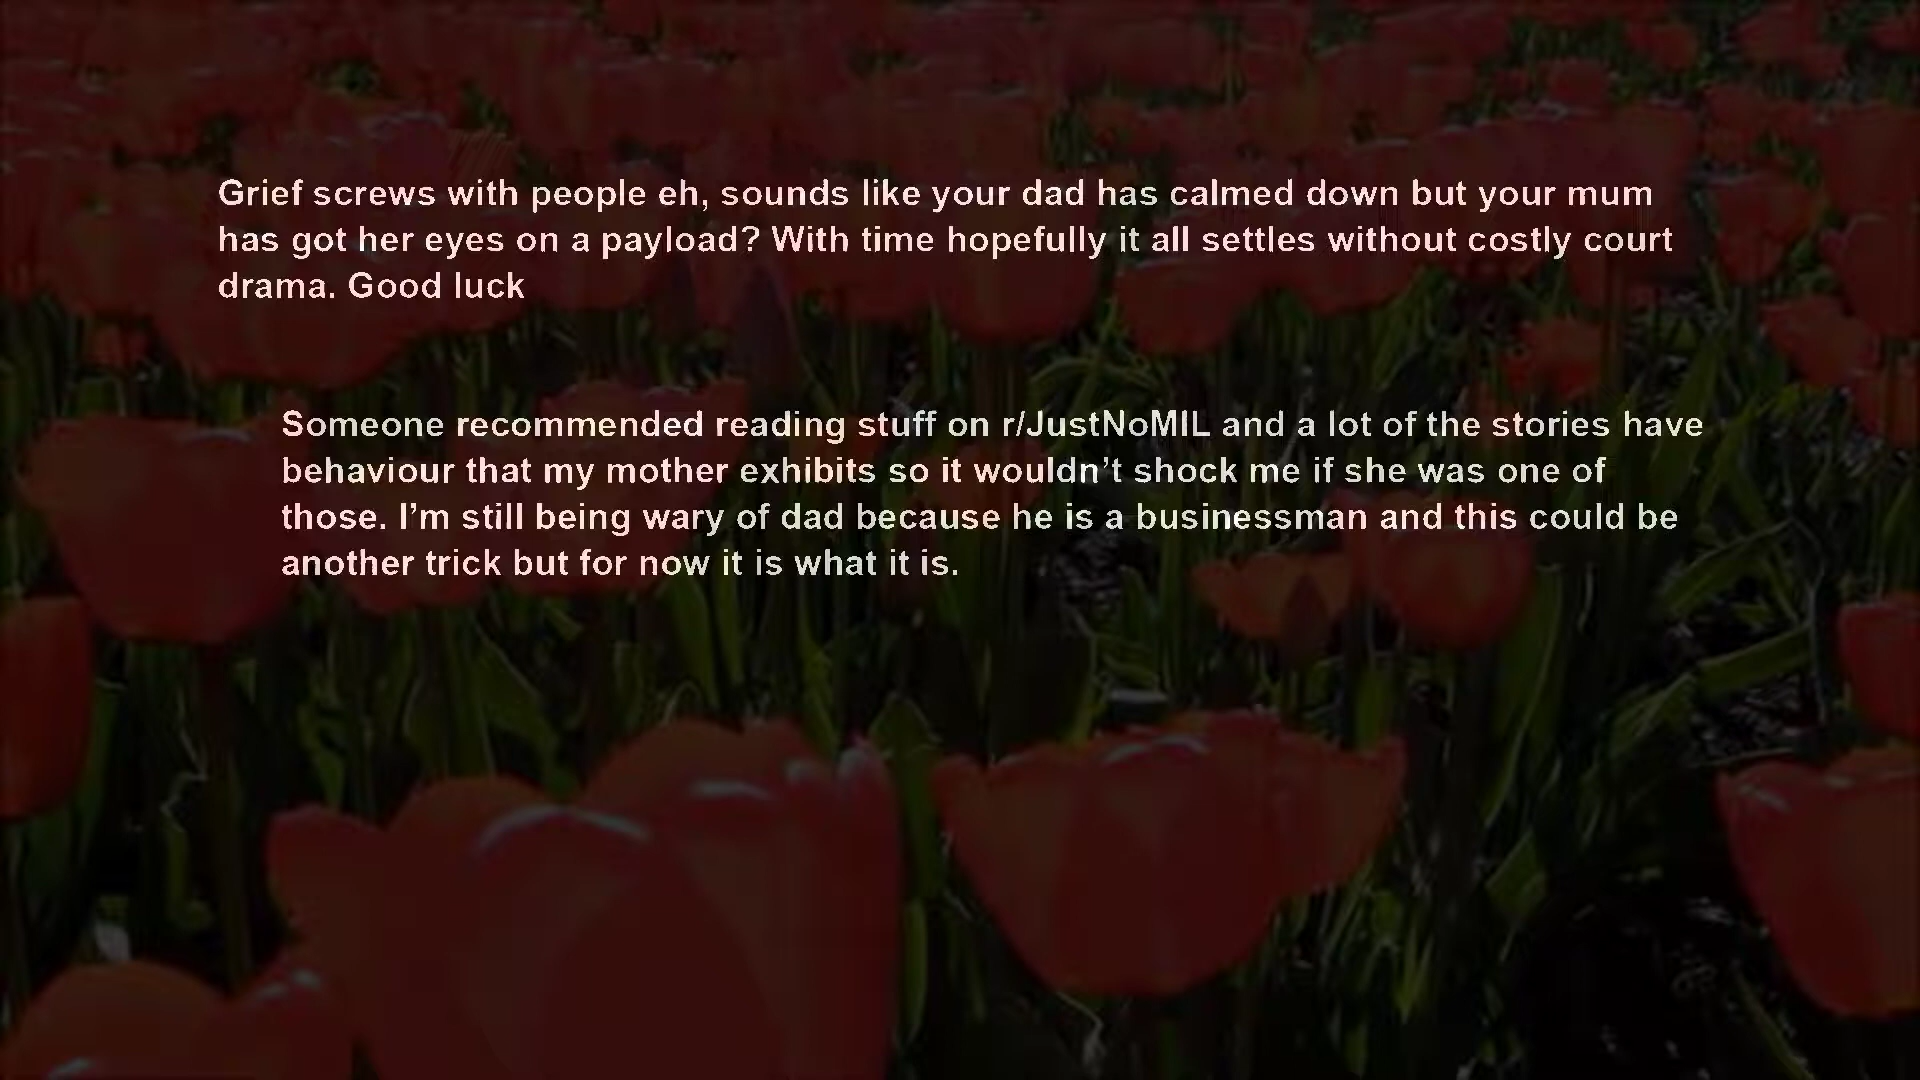 Grief screws with people eh, sounds like your dad has calmed down but your mum
has got her eyes on a payload? With time hopefully it all settles without costly court
drama. Good luck
Someone recommended reading stuff on r/JustNoMIL and a lot of the stories have
behaviour that my mother exhibits so it wouldn’t shock me if she was one of
those. I’m still being wary of dad because he is a businessman and this could be
another trick but for now it is what it is.